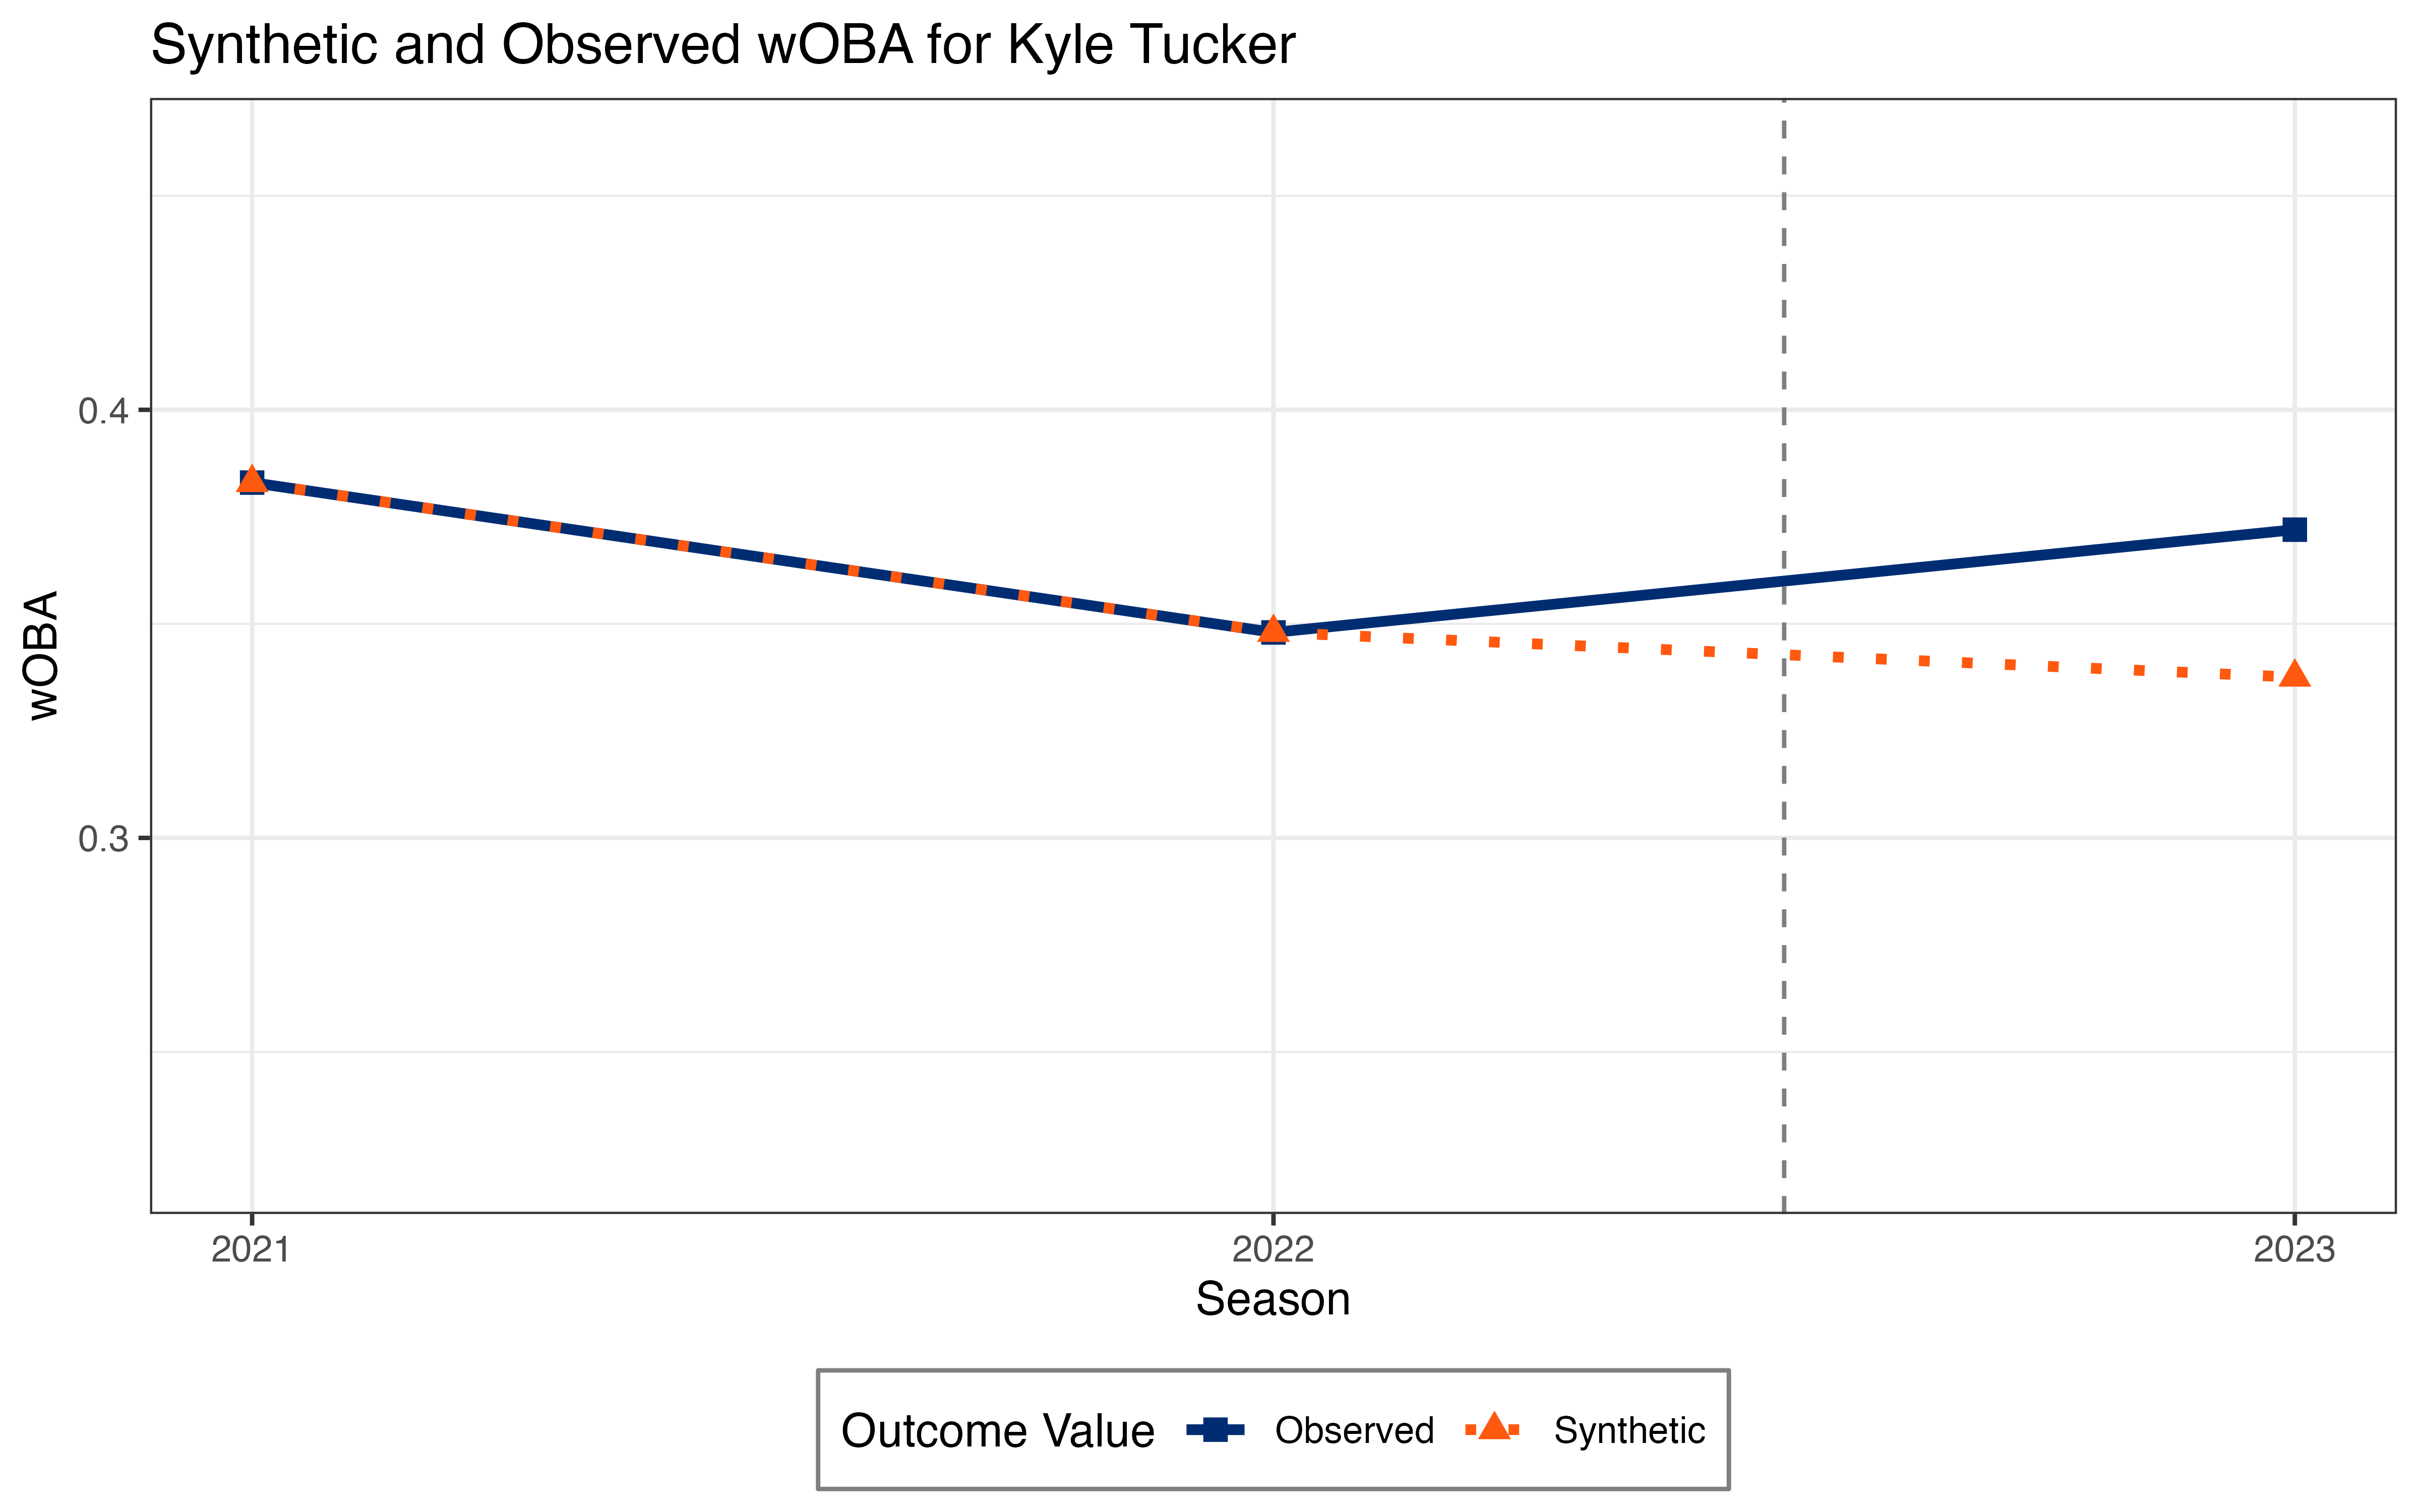 Synthetic and Observed wOBA for Kyle Tucker
wOBA
0.4
0.3
2021 2022 2023
Season
Outcome Value Observed Synthetic